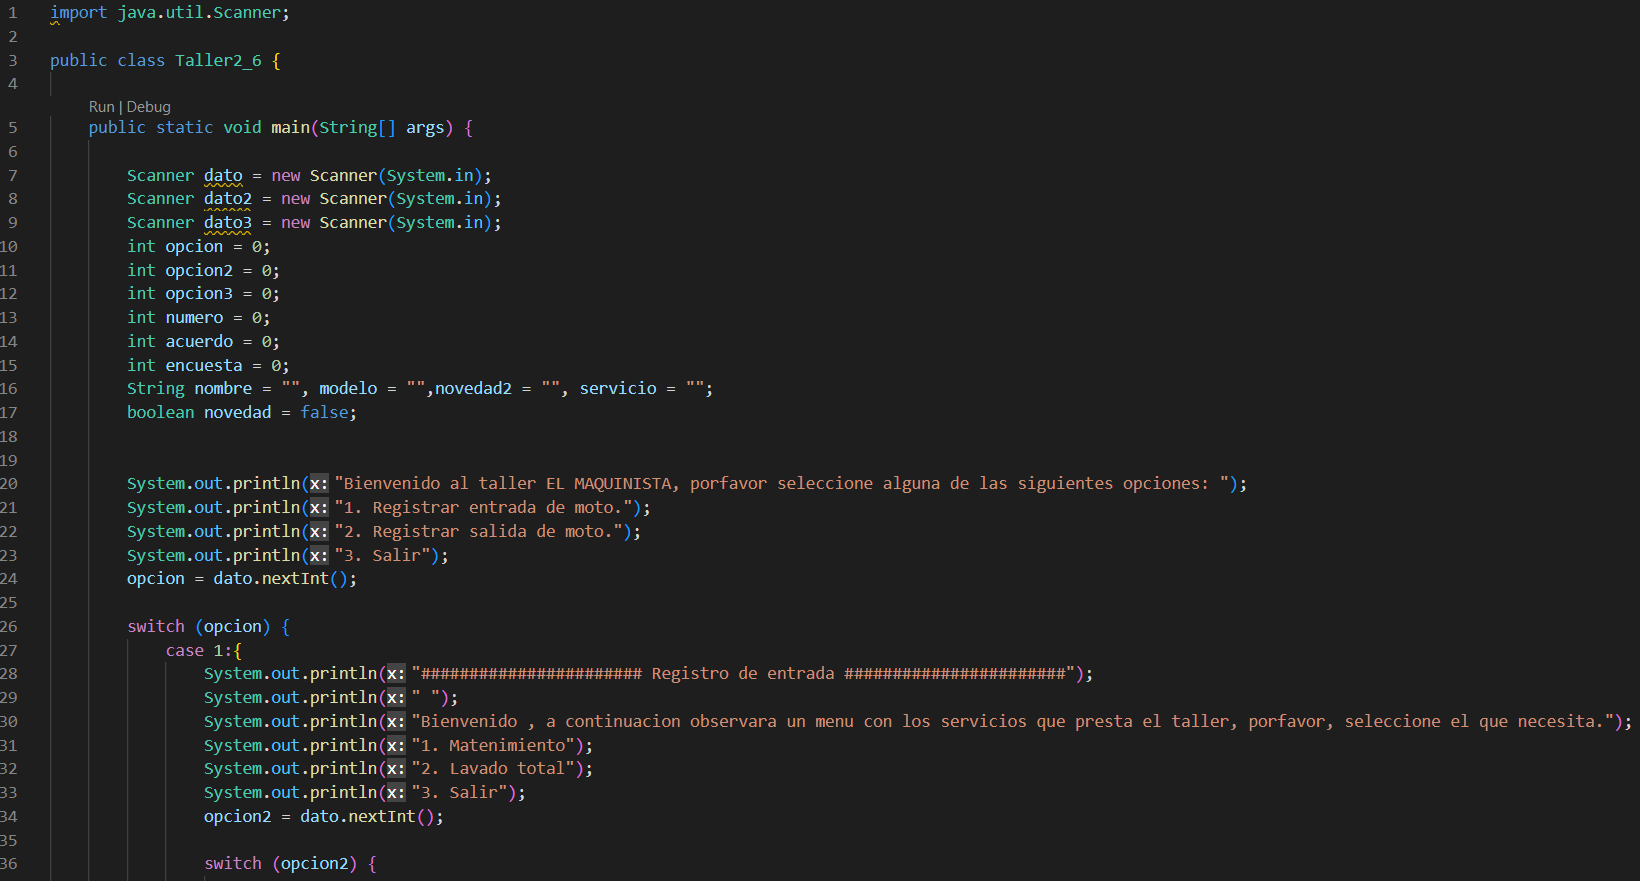 1 import java.util.Scanner;
2
3 public class Taller2_6 {
4
Run | Debug
5 public static void main(String[] args) {
6
7 Scanner dato = new Scanner(System.in);
8 Scanner dato2 = new Scanner(System.in);
9 Scanner dato3 = new Scanner(System.in);
10 int opcion = 0;
11 int opcion2 = 0;
12 int opcion3 = 0;
13 int numero = 0;
14 int acuerdo = 0;
15 int encuesta = 0;
16 String nombre = "", modelo = "",novedad2 = "", servicio = "";
17 boolean novedad = false;
18
19
20 System.out.println(x: "Bienvenido al taller EL MAQUINISTA, porfavor seleccione alguna de las siguientes opciones: ");
21 System.out.println(x: "1. Registrar entrada de moto.");
22 System.out.println(x: "2. Registrar salida de moto.");
23 System.out.println(x: "3. Salir");
24 opcion = dato.nextInt();
25
26 switch (opcion) {
27 case 1:{
28 System.out.println(x: "####################### Registro de entrada #######################");
29 System.out.println(x: " ");
30 System.out.println(x: "Bienvenido , a continuacion observara un menu con los servicios que presta el taller, porfavor, seleccione el que necesita.");
31 System.out.println(x: "1. Matenimiento");
32 System.out.println(x: "2. Lavado total");
33 System.out.println(x: "3. Salir");
34 opcion2 = dato.nextInt();
35
36 switch (opcion2) {